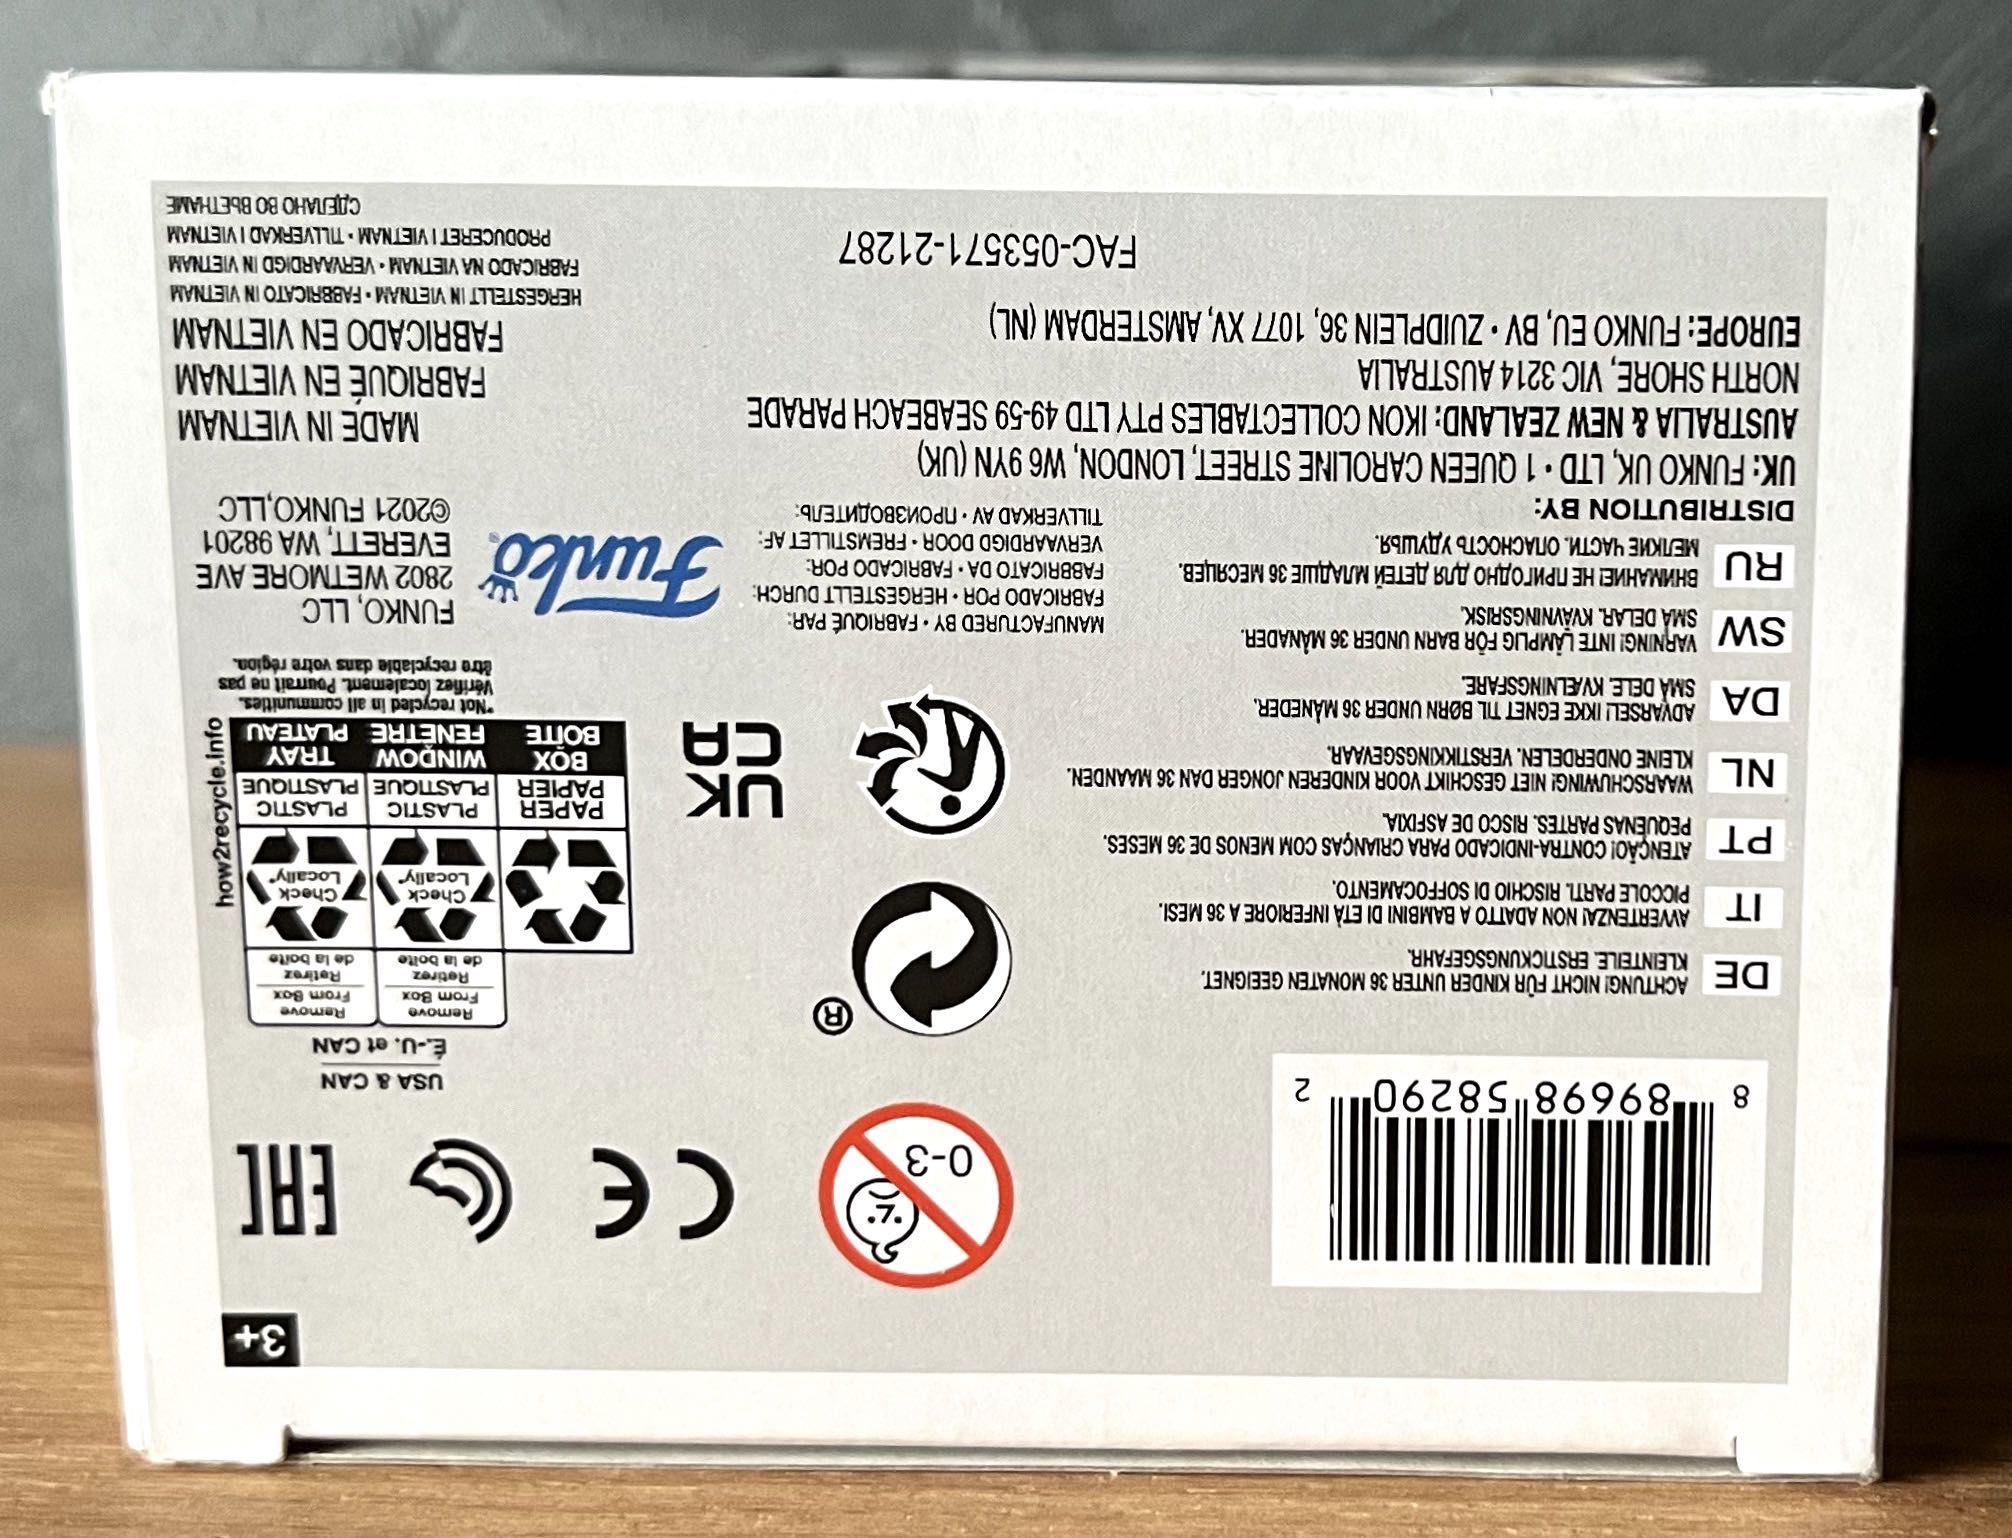 3+
8 89698 58290 2
0-3
CE
EAC
DE
ACHTUNG! NICHT FÜR KINDER UNTER 36 MONATEN GEEIGNET.
KLEINTEILE. ERSTICKUNGSGEFAHR.
IT
AVVERTENZA! NON ADATTO A BAMBINI DI ETÀ INFERIORE A 36 MESI.
PICCOLE PARTI. RISCHIO DI SOFFOCAMENTO.
PT
ATENÇÃO! CONTRA-INDICADO PARA CRIANÇAS COM MENOS DE 36 MESES.
PEQUENAS PARTES. RISCO DE ASFIXIA.
NL
WAARSCHUWING! NIET GESCHIKT VOOR KINDEREN JONGER DAN 36 MAANDEN.
KLEINE ONDERDELEN. VERSTIKKINGSGEVAAR.
DA
ADVARSEL! IKKE EGNET TIL BØRN UNDER 36 MÅNEDER.
SMÅ DELE. KVÆLNINGSFARE.
SW
VARNING! INTE LÄMPLIG FÖR BARN UNDER 36 MÅNADER.
SMÅ DELAR. KVÄVNINGSRISK.
RU
ВНИМАНИЕ! НЕ ПРИГОДНО ДЛЯ ДЕТЕЙ МЛАДШЕ 36 МЕСЯЦЕВ.
МЕЛКИЕ ЧАСТИ. ОПАСНОСТЬ УДУШЬЯ.
®
UK
CA
USA & CAN
É.-U. et CAN
Remove From Box
Retirez de la boîte
Remove From Box
Retirez de la boîte
Check Locally*
Check Locally*
PAPER PAPIER
PLASTIC PLASTIQUE
PLASTIC PLASTIQUE
BOX BOÎTE
WINDOW FENÊTRE
TRAY PLATEAU
how2recycle.info
*Not recycled in all communities.
Vérifiez localement. Pourrait ne pas
être recyclable dans votre région.
MANUFACTURED BY • FABRIQUÉ PAR:
FABRICADO POR • HERGESTELLT DURCH:
FABBRICATO DA • FABRICADO POR:
VERVAARDIGD DOOR • FREMSTILLET AF:
TILLVERKAD AV • ПРОИЗВОДИТЕЛЬ:
Funko
FUNKO, LLC
2802 WETMORE AVE
EVERETT, WA 98201
©2021 FUNKO,LLC
DISTRIBUTION BY:
UK: FUNKO UK, LTD • 1 QUEEN CAROLINE STREET, LONDON, W6 9YN (UK)
AUSTRALIA & NEW ZEALAND: IKON COLLECTABLES PTY LTD 49-59 SEABEACH PARADE
NORTH SHORE, VIC 3214 AUSTRALIA
EUROPE: FUNKO EU, BV • ZUIDPLEIN 36, 1077 XV, AMSTERDAM (NL)
MADE IN VIETNAM
FABRIQUÉ EN VIETNAM
FABRICADO EN VIETNAM
HERGESTELLT IN VIETNAM • FABBRICATO IN VIETNAM
FABRICADO NA VIETNAM • VERVAARDIGD IN VIETNAM
PRODUCERET I VIETNAM • TILLVERKAD I VIETNAM
СДЕЛАНО ВО ВЬЕТНАМЕ
FAC-053571-21287